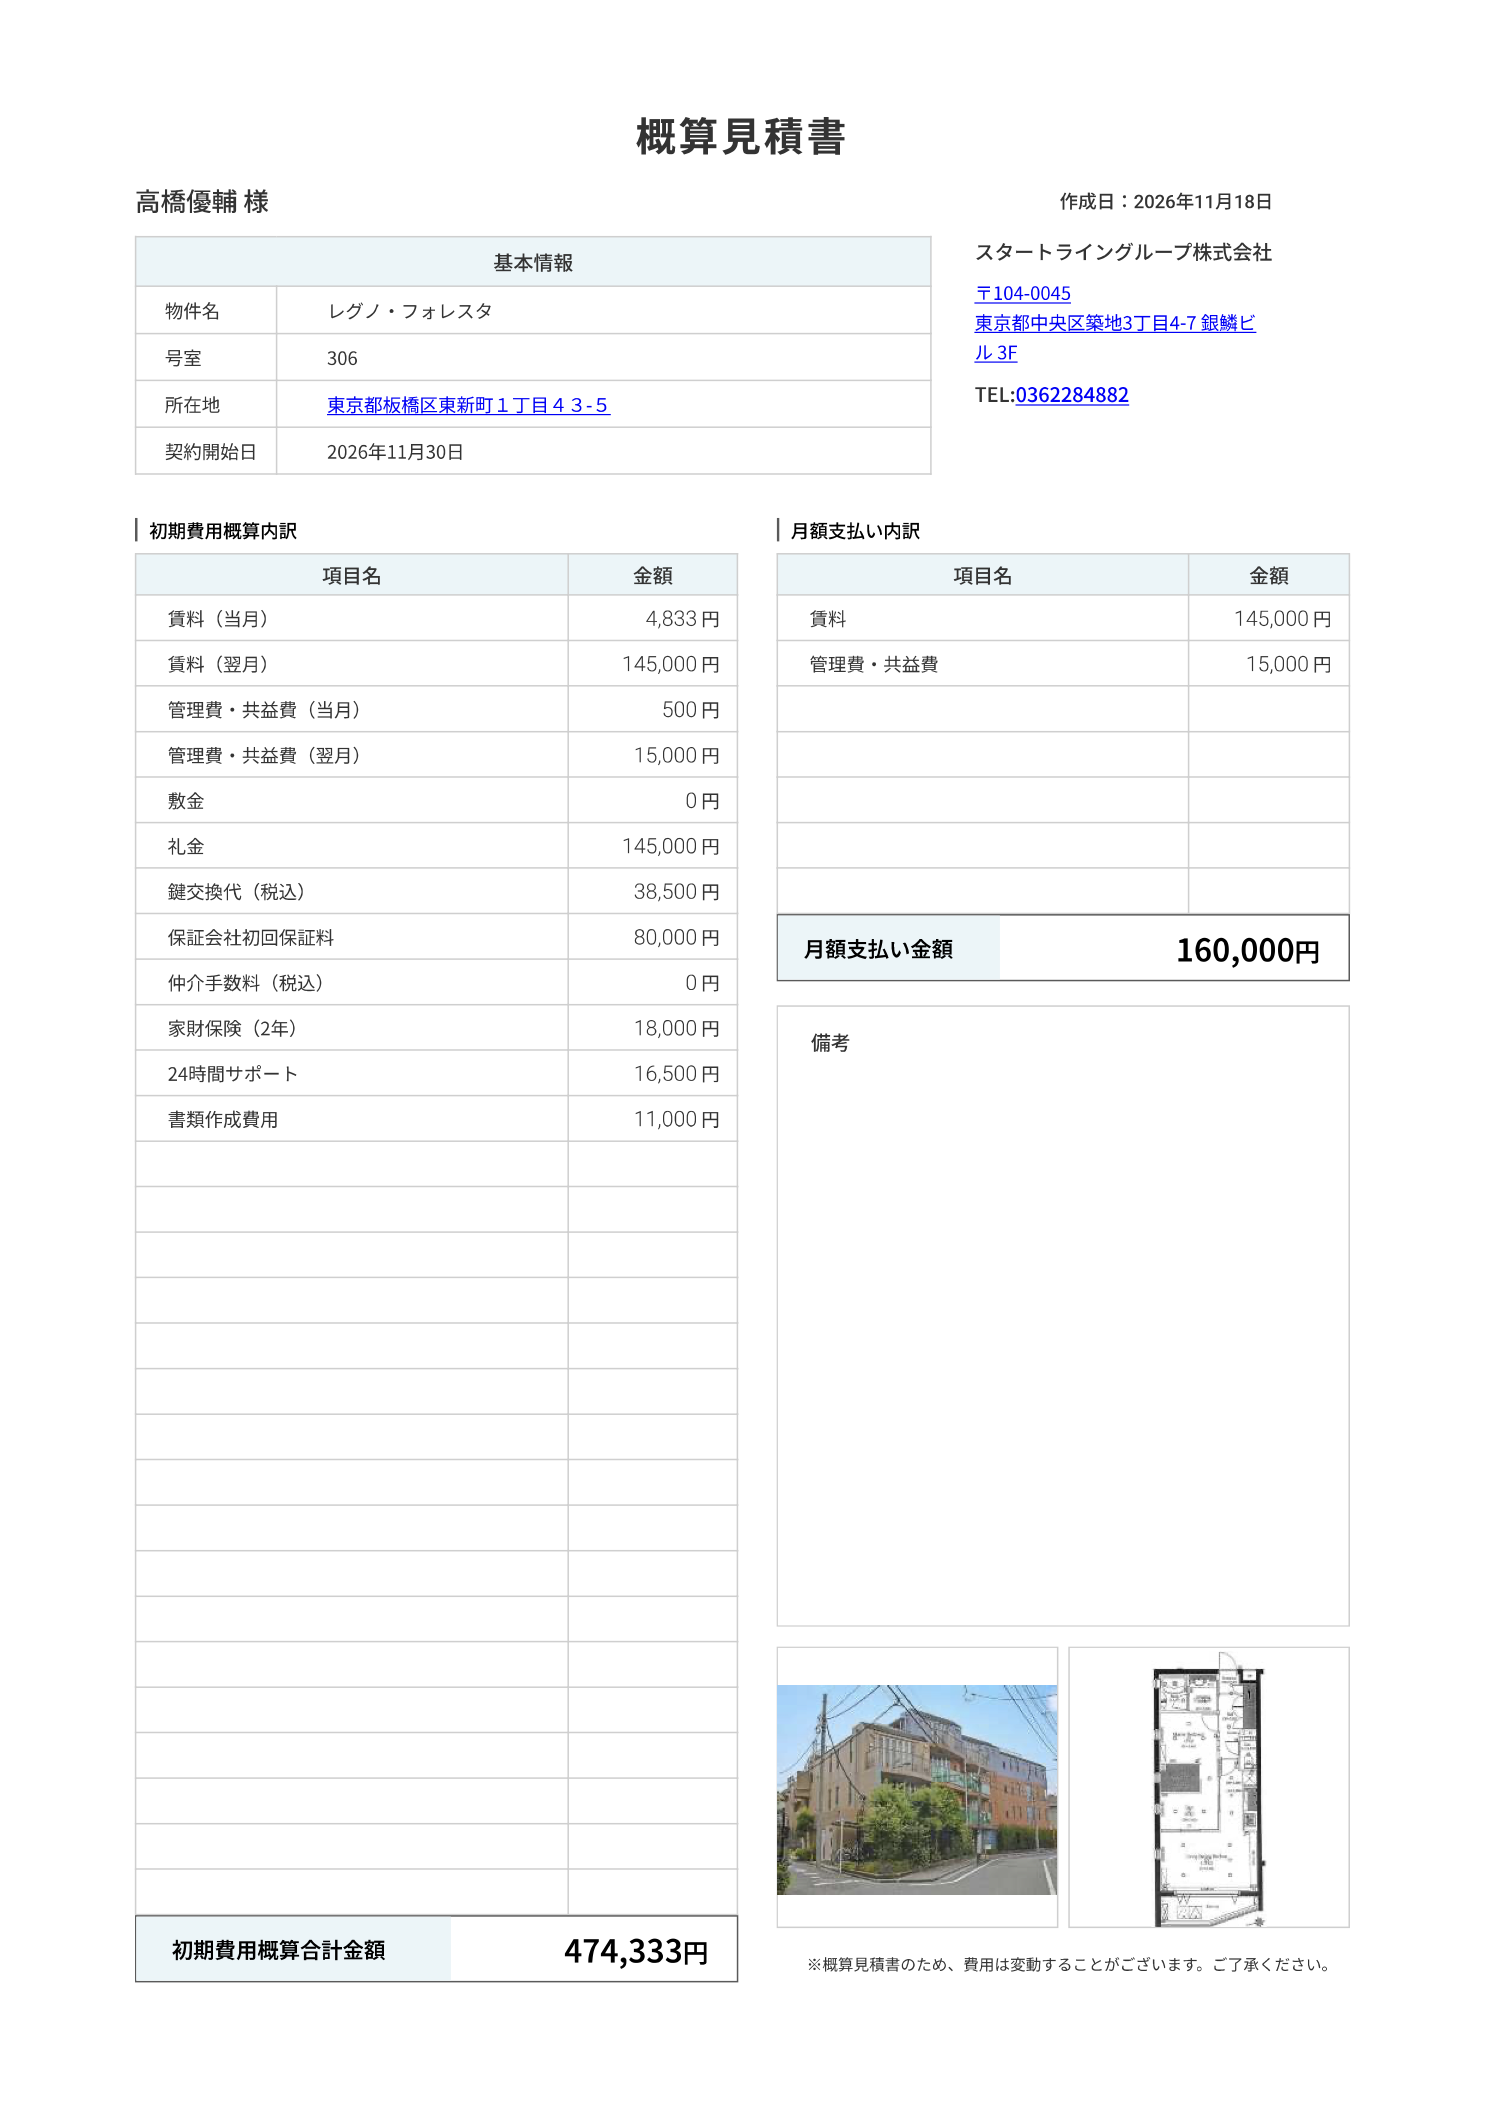 概算見積書
高橋優輔 様
作成日：2026年11月18日
スタートライングループ株式会社
〒104-0045
東京都中央区築地3丁目4-7 銀鱗ビ
ル 3F
TEL:0362284882
基本情報
物件名 レグノ・フォレスタ
号室 306
所在地 東京都板橋区東新町１丁目４３-５
契約開始日 2026年11月30日
初期費用概算内訳
項目名 金額
賃料（当月） 4,833 円
賃料（翌月） 145,000 円
管理費・共益費（当月） 500 円
管理費・共益費（翌月） 15,000 円
敷金 0 円
礼金 145,000 円
鍵交換代（税込） 38,500 円
保証会社初回保証料 80,000 円
仲介手数料（税込） 0 円
家財保険（2年） 18,000 円
24時間サポート 16,500 円
書類作成費用 11,000 円
初期費用概算合計金額 474,333円
月額支払い内訳
項目名 金額
賃料 145,000 円
管理費・共益費 15,000 円
月額支払い金額 160,000円
備考
※概算見積書のため、費用は変動することがございます。ご了承ください。